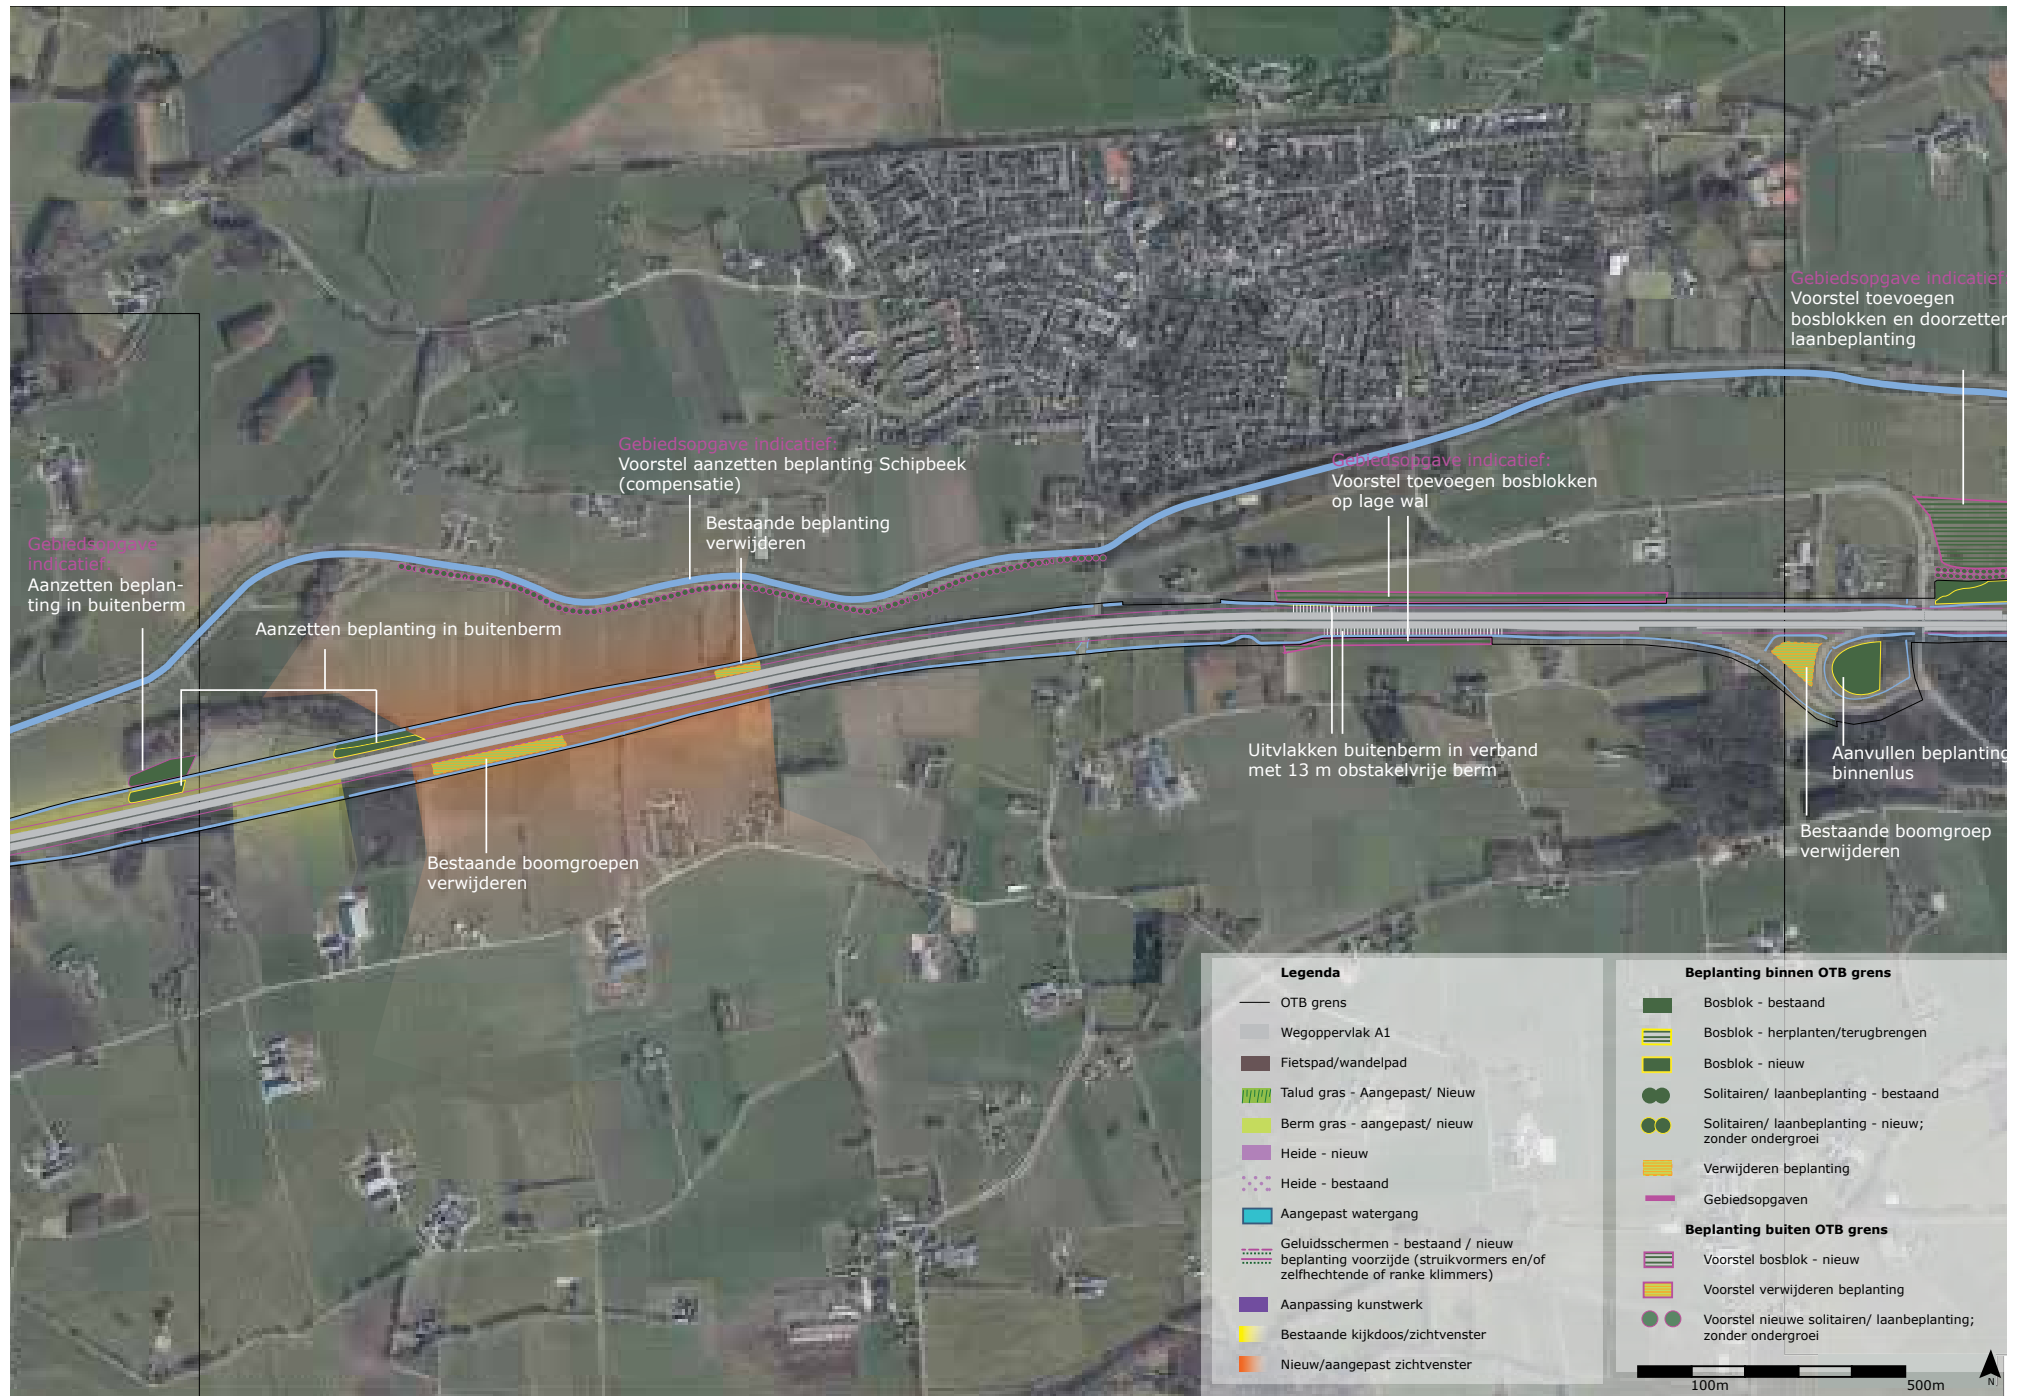 Gebiedsopgave indicatief:
Voorstel toevoegen
bosblokken en doorzetten
laanbeplanting
Gebiedsopgave indicatief:
Voorstel aanzetten beplanting Schipbeek
(compensatie)
Gebiedsopgave indicatief:
Voorstel toevoegen bosblokken
op lage wal
Bestaande beplanting
verwijderen
Gebiedsopgave
indicatief:
Aanzetten beplan-
ting in buitenberm
Aanzetten beplanting in buitenberm
Uitvlakken buitenberm in verband
met 13 m obstakelvrije berm
Aanvullen beplanting
binnenlus
Bestaande boomgroep
verwijderen
Bestaande boomgroepen
verwijderen
Legenda
OTB grens
Wegoppervlak A1
Fietspad/wandelpad
Talud gras - Aangepast/ Nieuw
Berm gras - aangepast/ nieuw
Heide - nieuw
Heide - bestaand
Aangepast watergang
Geluidsschermen - bestaand / nieuw
beplanting voorzijde (struikvormers en/of
zelfhechtende of ranke klimmers)
Aanpassing kunstwerk
Bestaande kijkdoos/zichtvenster
Nieuw/aangepast zichtvenster
Beplanting binnen OTB grens
Bosblok - bestaand
Bosblok - herplanten/terugbrengen
Bosblok - nieuw
Solitairen/ laanbeplanting - bestaand
Solitairen/ laanbeplanting - nieuw;
zonder ondergroei
Verwijderen beplanting
Gebiedsopgaven
Beplanting buiten OTB grens
Voorstel bosblok - nieuw
Voorstel verwijderen beplanting
Voorstel nieuwe solitairen/ laanbeplanting;
zonder ondergroei
100m
500m
N